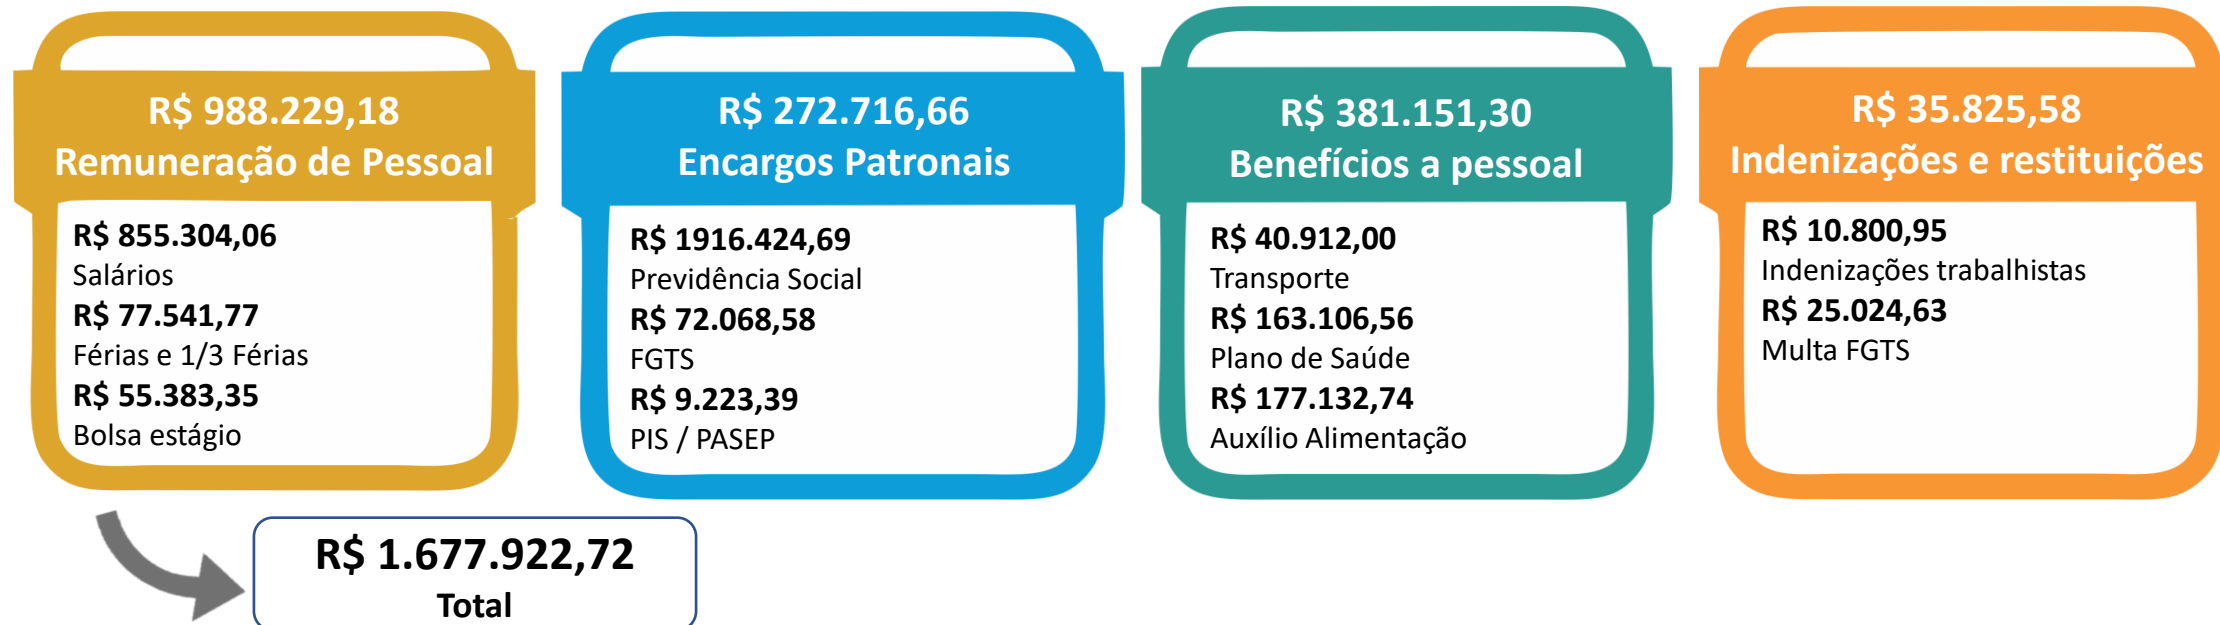 R$ 988.229,18
Remuneração de Pessoal
R$ 855.304,06
Salários
R$ 77.541,77
Férias e 1/3 Férias
R$ 55.383,35
Bolsa estágio
R$ 272.716,66
Encargos Patronais
R$ 1916.424,69
Previdência Social
R$ 72.068,58
FGTS
R$ 9.223,39
PIS / PASEP
R$ 381.151,30
Benefícios a pessoal
R$ 40.912,00
Transporte
R$ 163.106,56
Plano de Saúde
R$ 177.132,74
Auxílio Alimentação
R$ 35.825,58
Indenizações e restituições
R$ 10.800,95
Indenizações trabalhistas
R$ 25.024,63
Multa FGTS
R$ 1.677.922,72
Total